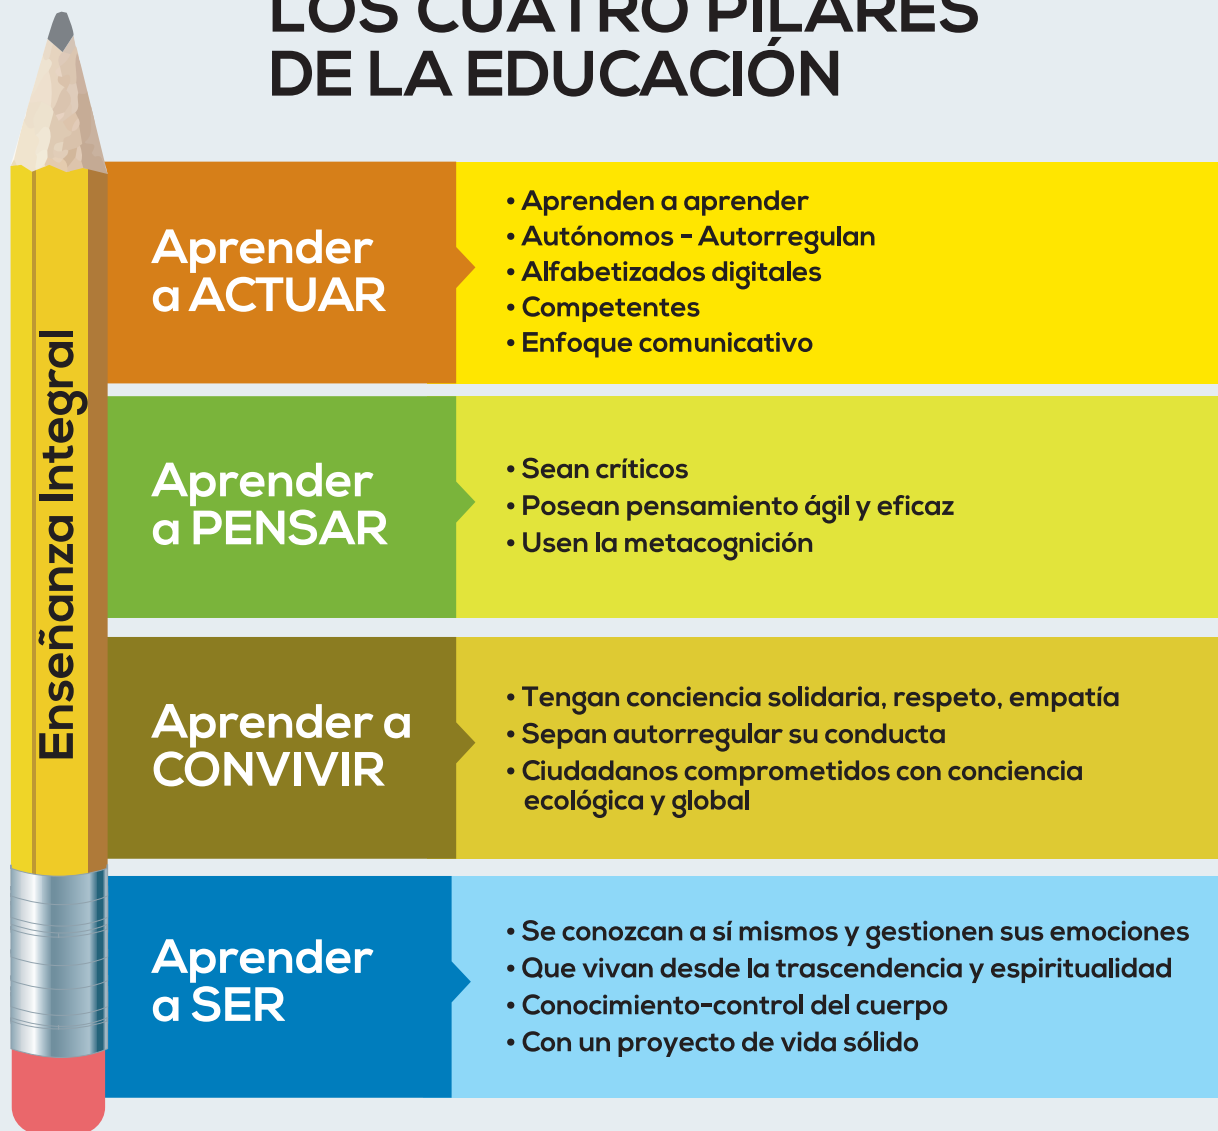 LOS CUATRO PILARES
DE LA EDUCACIÓN
Enseñanza Integral
Aprender
a ACTUAR
• Aprenden a aprender
• Autónomos - Autorregulan
• Alfabetizados digitales
• Competentes
• Enfoque comunicativo
Aprender
a PENSAR
• Sean críticos
• Posean pensamiento ágil y eficaz
• Usen la metacognición
Aprender a
CONVIVIR
• Tengan conciencia solidaria, respeto, empatía
• Sepan autorregular su conducta
• Ciudadanos comprometidos con conciencia
ecológica y global
Aprender
a SER
• Se conozcan a sí mismos y gestionen sus emociones
• Que vivan desde la trascendencia y espiritualidad
• Conocimiento-control del cuerpo
• Con un proyecto de vida sólido